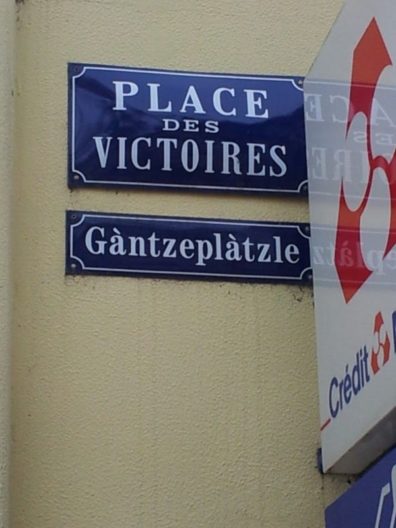 PLACE
DES
VICTOIRES
Gàntzeplàtzle
Crédit